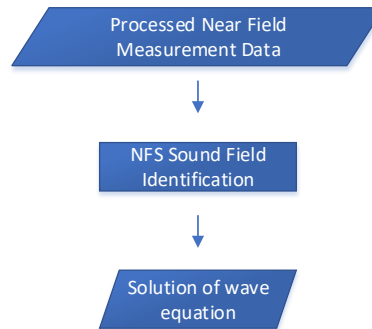 Processed Near Field
Measurement Data
NFS Sound Field
Identification
Solution of wave
equation